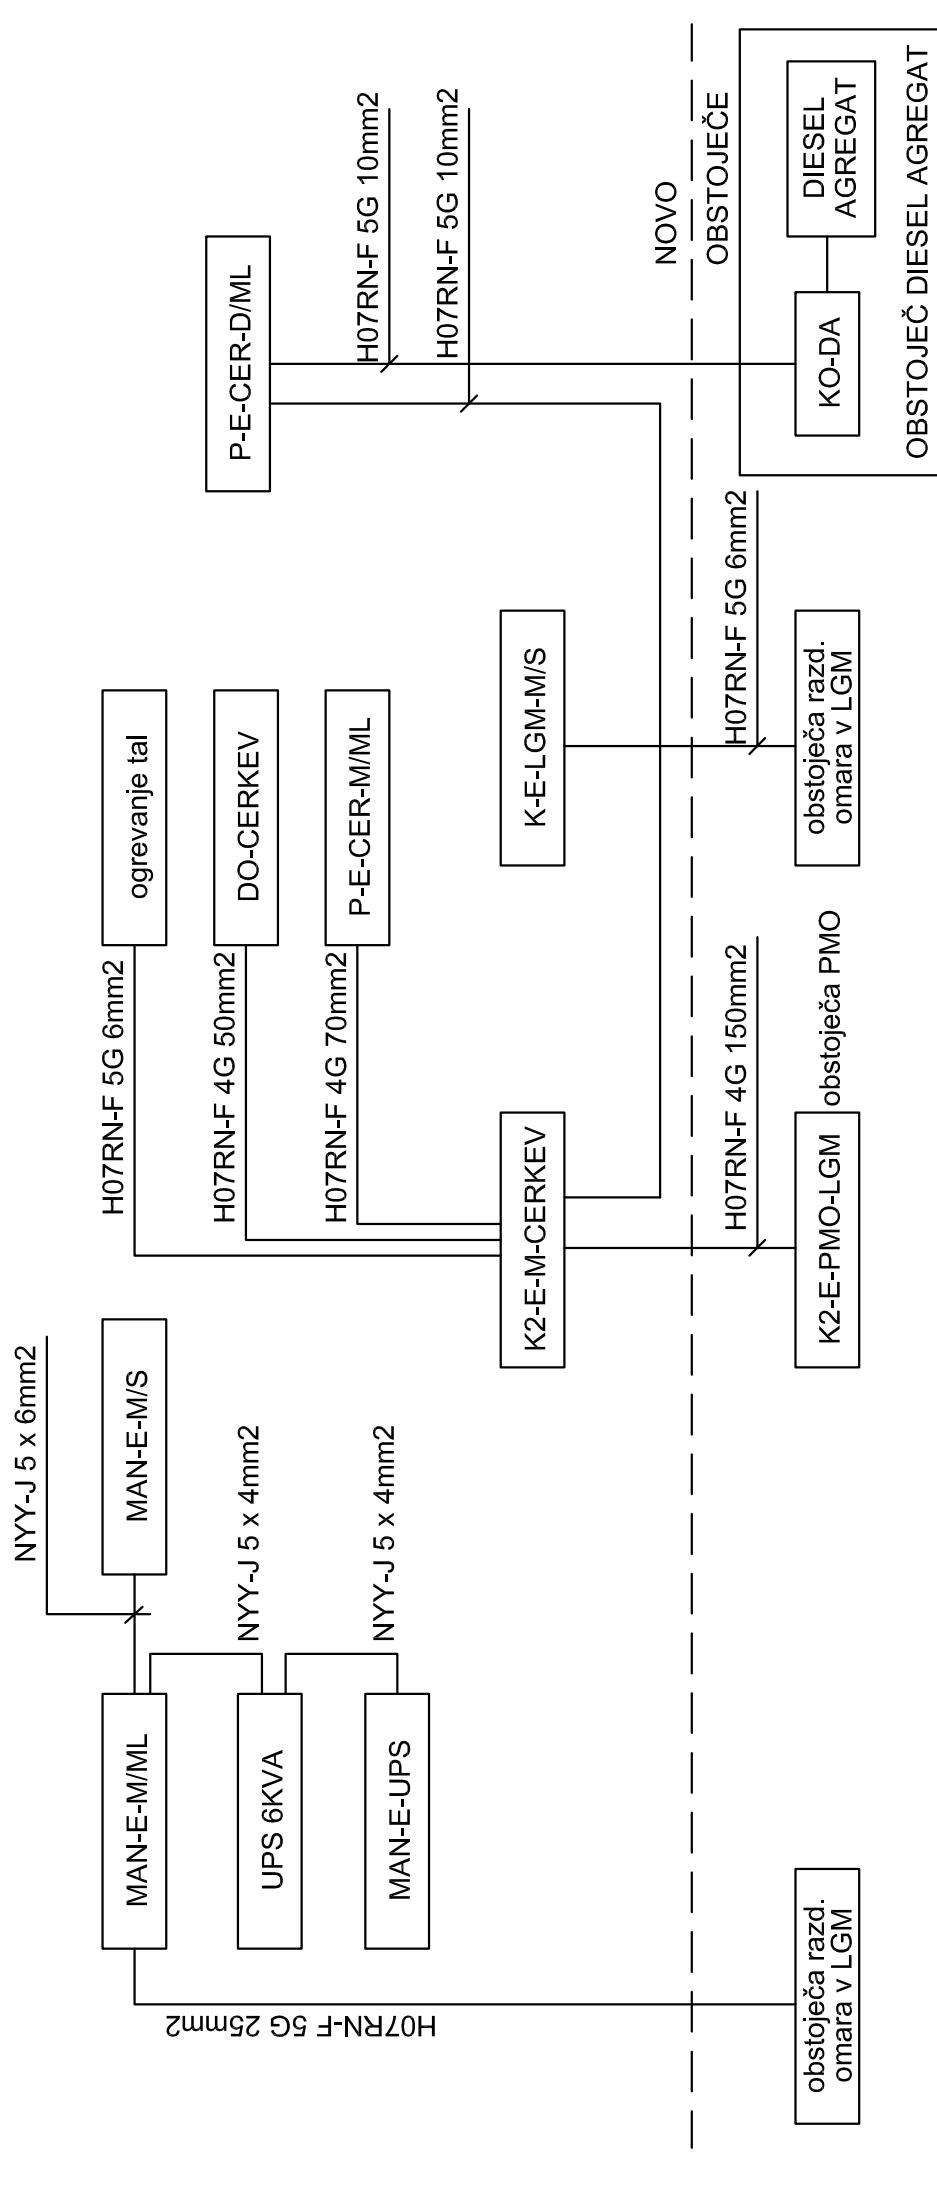 NYY-J 5 x 6mm2
MAN-E-M/ML
MAN-E-M/S
NYY-J 5 x 4mm2
UPS 6KVA
NYY-J 5 x 4mm2
MAN-E-UPS
H07RN-F 5G 25mm2
obstoječa razd.
omara v LGM
H07RN-F 5G 6mm2
ogrevanje tal
H07RN-F 4G 50mm2
DO-CERKEV
H07RN-F 4G 70mm2
P-E-CER-M/ML
K2-E-M-CERKEV
K-E-LGM-M/S
H07RN-F 4G 150mm2
K2-E-PMO-LGM
obstoječa PMO
H07RN-F 5G 6mm2
obstoječa razd.
omara v LGM
P-E-CER-D/ML
H07RN-F 5G 10mm2
H07RN-F 5G 10mm2
NOVO
OBSTOJEČE
KO-DA
DIESEL
AGREGAT
OBSTOJEČ DIESEL AGREGAT